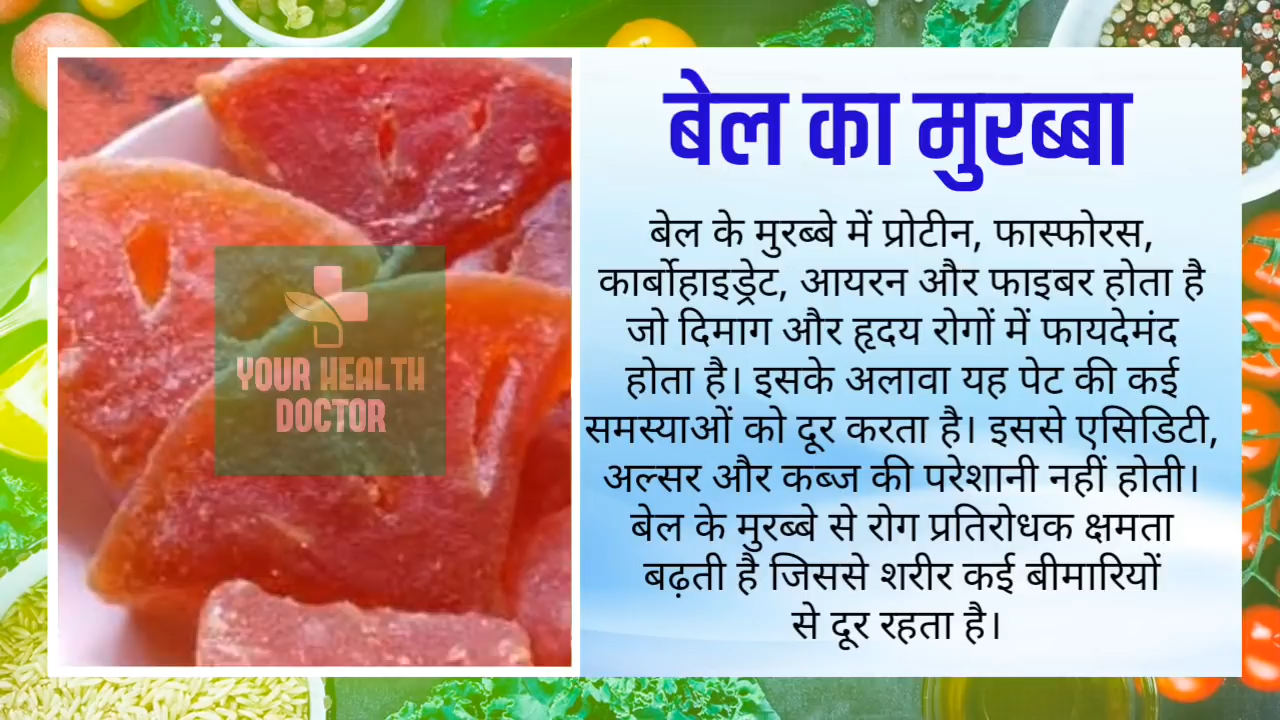 बेल का मुरब्बा
बेल के मुरब्बे में प्रोटीन, फास्फोरस,
कार्बोहाइड्रेट, आयरन और फाइबर होता है
जो दिमाग और हृदय रोगों में फायदेमंद
होता है। इसके अलावा यह पेट की कई
समस्याओं को दूर करता है। इससे एसिडिटी,
अल्सर और कब्ज की परेशानी नहीं होती।
बेल के मुरब्बे से रोग प्रतिरोधक क्षमता
बढ़ती है जिससे शरीर कई बीमारियों
से दूर रहता है।
YOUR HEALTH
DOCTOR